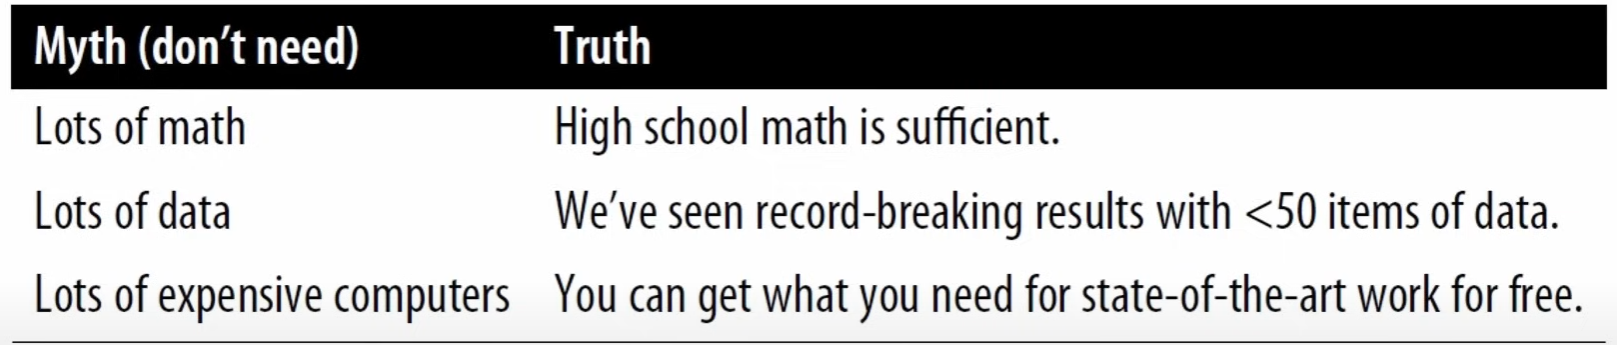 Myth (don’t need) Truth
Lots of math High school math is sufficient.
Lots of data We’ve seen record-breaking results with <50 items of data.
Lots of expensive computers You can get what you need for state-of-the-art work for free.